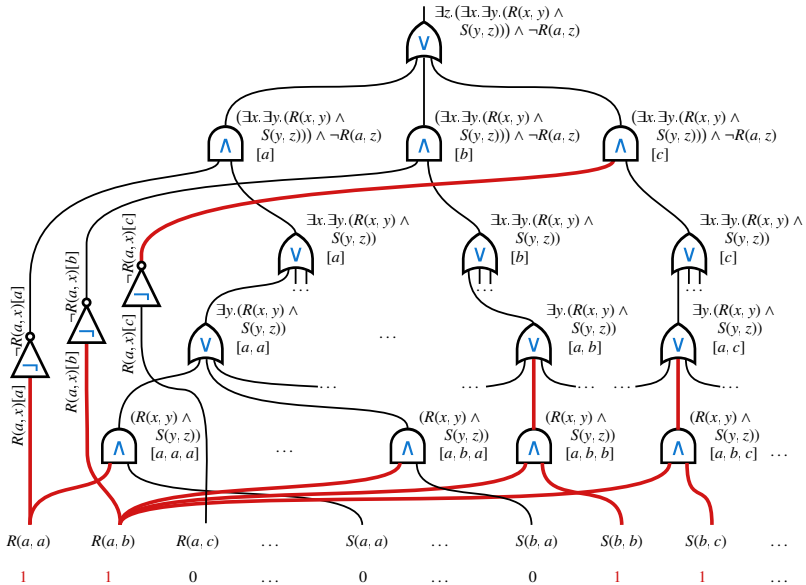 ∃z.(∃x.∃y.(R(x, y) ∧
S(y, z))) ∧ ¬R(a, z)
∨
(∃x.∃y.(R(x, y) ∧
S(y, z))) ∧ ¬R(a, z)
[a]
(∃x.∃y.(R(x, y) ∧
S(y, z))) ∧ ¬R(a, z)
[b]
(∃x.∃y.(R(x, y) ∧
S(y, z))) ∧ ¬R(a, z)
[c]
∧ ∧ ∧
∃x.∃y.(R(x, y) ∧
S(y, z))
[a]
∃x.∃y.(R(x, y) ∧
S(y, z))
[b]
∃x.∃y.(R(x, y) ∧
S(y, z))
[c]
∨ ∨ ∨
... ... ...
¬R(a, x)[a]
¬R(a, x)[b]
¬R(a, x)[c]
¬ ¬ ¬
R(a, x)[a]
R(a, x)[b]
R(a, x)[c]
∃y.(R(x, y) ∧
S(y, z))
[a, a]
...
∃y.(R(x, y) ∧
S(y, z))
[a, b]
∃y.(R(x, y) ∧
S(y, z))
[a, c]
∨ ∨ ∨
... ... ... ... ...
(R(x, y) ∧
S(y, z))
[a, a, a]
...
(R(x, y) ∧
S(y, z))
[a, b, a]
(R(x, y) ∧
S(y, z))
[a, b, b]
(R(x, y) ∧
S(y, z))
[a, b, c]
...
∧ ∧ ∧ ∧
R(a, a) R(a, b) R(a, c) ... S(a, a) ... S(b, a) S(b, b) S(b, c) ...
1 1 0 ... 0 ... 0 1 1 ...